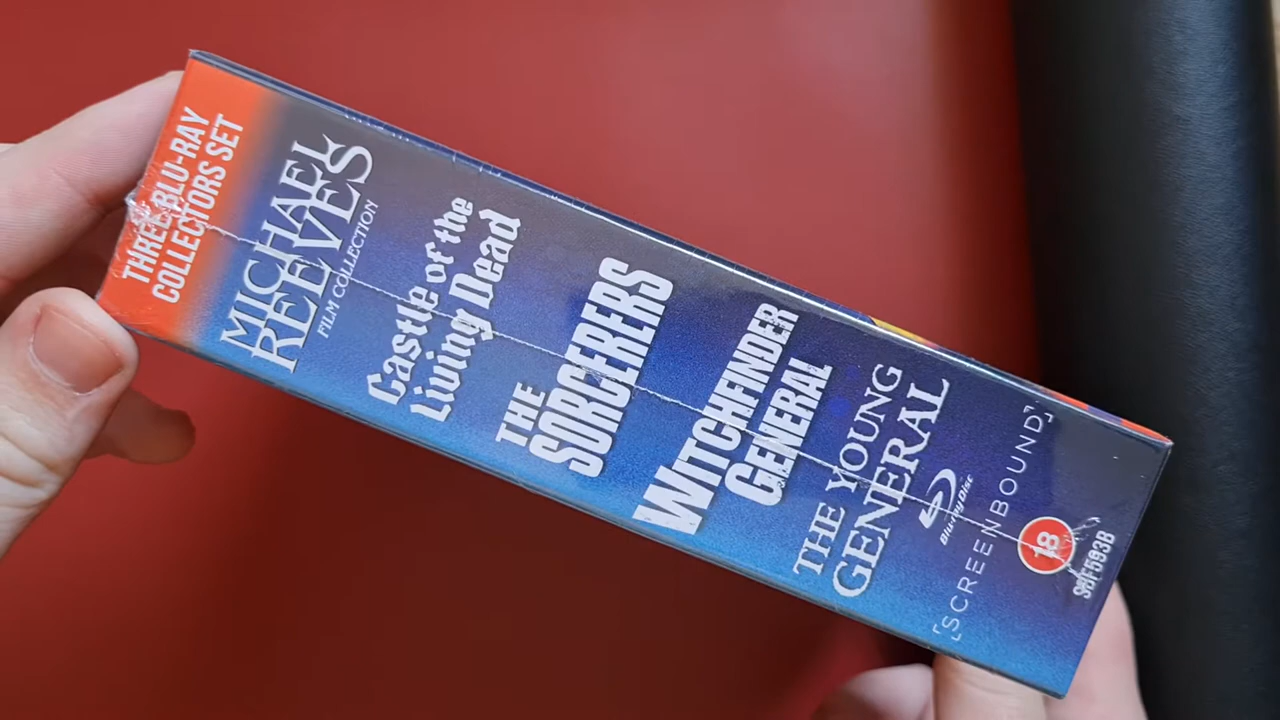 THREE BLU-RAY
COLLECTORS SET
MICHAEL
REEVES
FILM COLLECTION
Castle of the
Living Dead
THE
SORCERERS
WITCHFINDER
GENERAL
THE YOUNG
GENERAL
Blu-ray Disc
SCREENBOUND
18
SBF593B